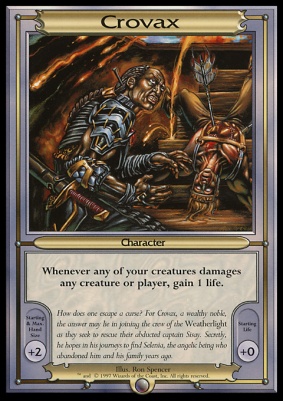 Crovax
Character
Whenever any of your creatures damages
any creature or player, gain 1 life.
Starting
& Max.
Hand
Size
+2
How does one escape a curse? For Crovax, a wealthy noble,
the answer may lie in joining the crew of the Weatherlight
as they seek to rescue their abducted captain Sisay. Secretly,
he hopes in his journeys to find Selenia, the angelic being who
abandoned him and his family years ago.
Starting
Life
+0
Illus. Ron Spencer
™ and © 1997 Wizards of the Coast, Inc. All rights reserved.